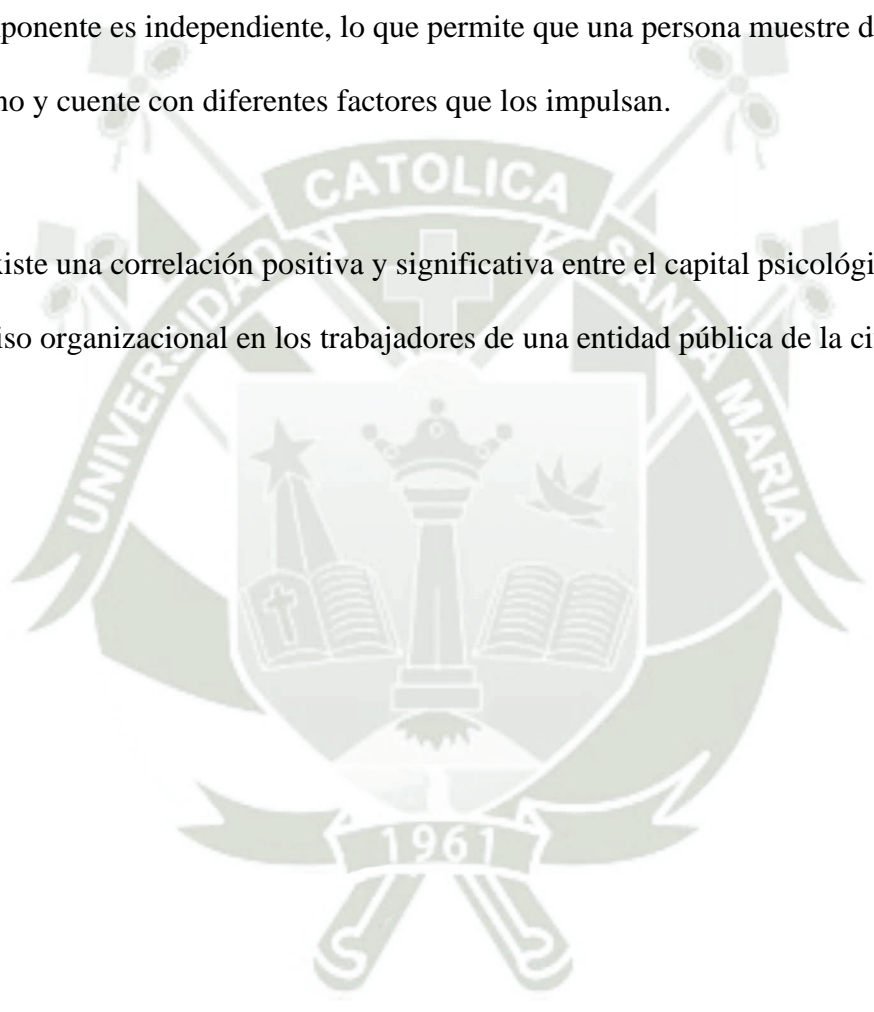 ponente es independiente, lo que permite que una persona muestre d
no y cuente con diferentes factores que los impulsan.
CATOLICA
UNIVERSIDAD
SANTA MARIA
xiste una correlación positiva y significativa entre el capital psicológi
iso organizacional en los trabajadores de una entidad pública de la ci
1961